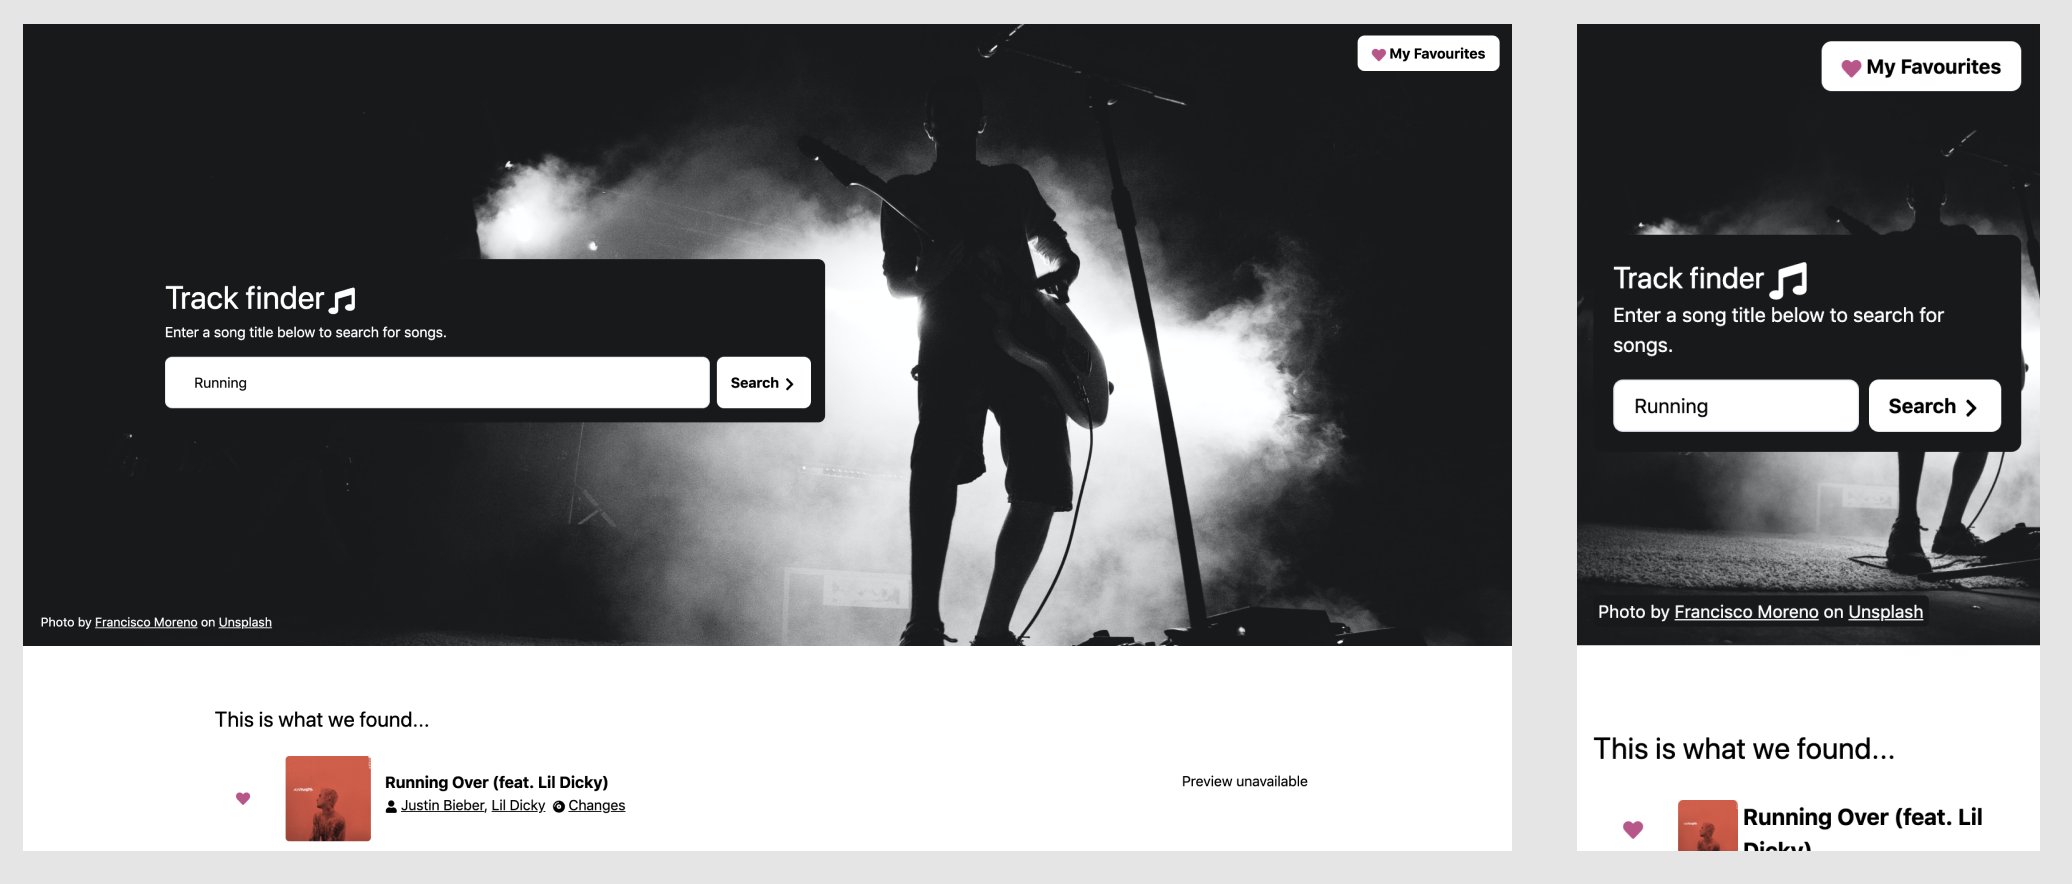 My Favourites
Track finder
Enter a song title below to search for songs.
Running
Search
Photo by Francisco Moreno on Unsplash
This is what we found...
Running Over (feat. Lil Dicky)
Justin Bieber, Lil Dicky Changes
Preview unavailable
My Favourites
Track finder
Enter a song title below to search for
songs.
Running
Search
Photo by Francisco Moreno on Unsplash
This is what we found...
Running Over (feat. Lil
Dicky)